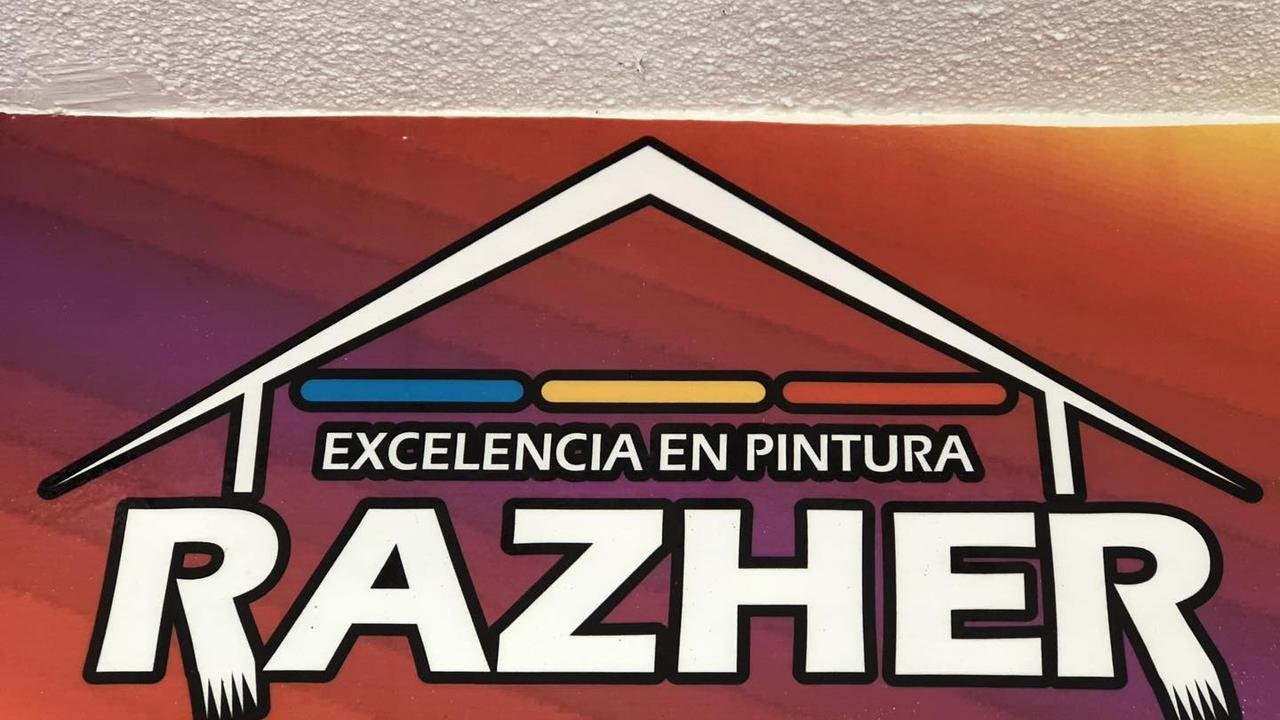 EXCELENCIA EN PINTURA
RAZHER